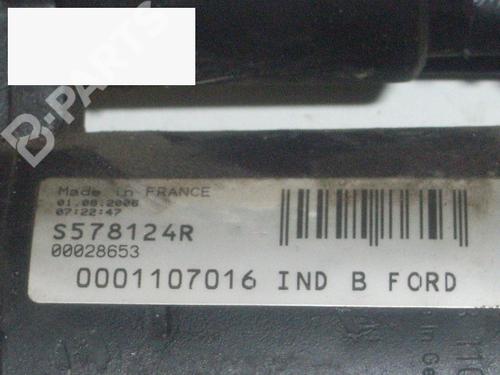 B-PARTS
Made in FRANCE
01.08.2006
07:22:47
S578124R
00028653
0001107016 IND B FORD